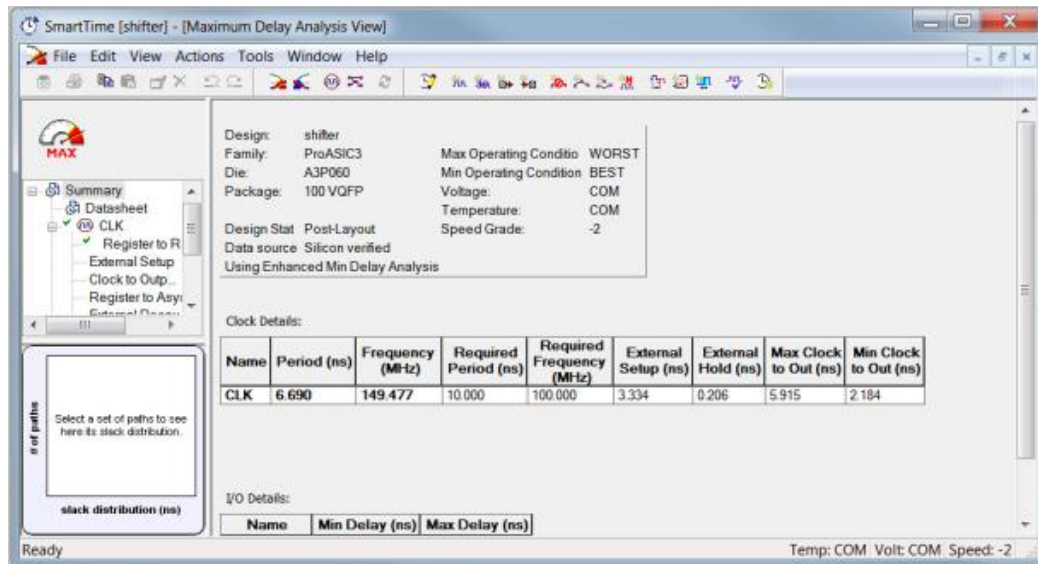 SmartTime [shifter] - [Maximum Delay Analysis View]
File Edit View Actions Tools Window Help
MAX
Summary
Datasheet
CLK
Register to R
External Setup
Clock to Outp...
Register to Asy
# of paths
Select a set of paths to see
here its slack distribution.
slack distribution (ns)
Design: shifter
Family: ProASIC3 Max Operating Conditio WORST
Die: A3P060 Min Operating Condition BEST
Package: 100 VQFP Voltage: COM
Temperature: COM
Design Stat Post-Layout Speed Grade: -2
Data source Silicon verified
Using Enhanced Min Delay Analysis
Clock Details:
Name Period (ns) Frequency (MHz) Required Period (ns) Required Frequency (MHz) External Setup (ns) External Hold (ns) Max Clock to Out (ns) Min Clock to Out (ns)
CLK 6.690 149.477 10.000 100.000 3.334 0.206 5.915 2.184
I/O Details:
Name Min Delay (ns) Max Delay (ns)
Ready Temp: COM Volt: COM Speed: -2